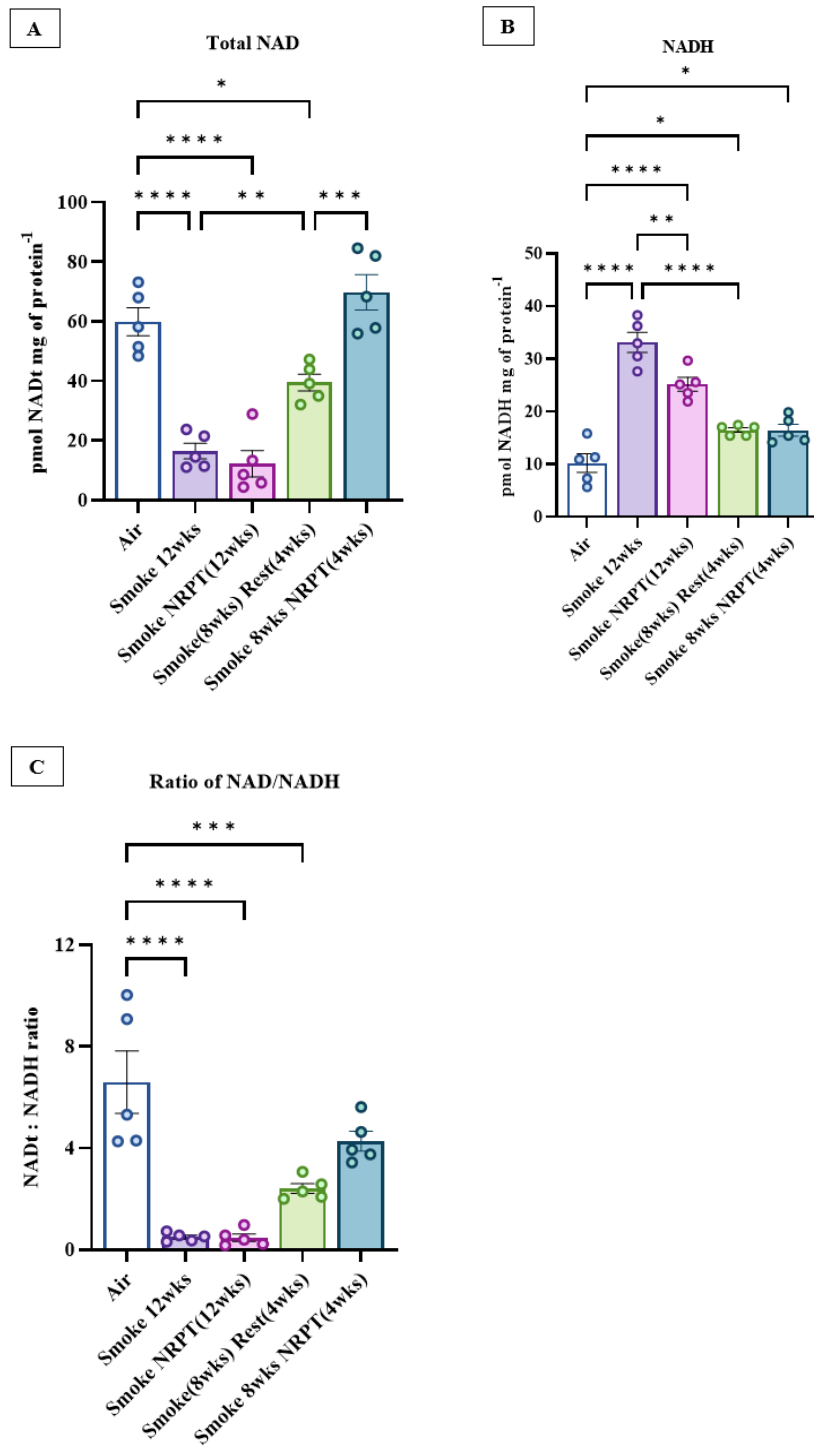 A
Total NAD
*
* * * *
* * * *
* *
* * *
100
80
60
40
20
0
pmol NADt mg of protein-1
Air
Smoke 12wks
Smoke NRPT(12wks)
Smoke(8wks) Rest(4wks)
Smoke 8wks NRPT(4wks)
B
NADH
*
*
* * * *
* *
* * * *
* * * *
50
40
30
20
10
0
pmol NADH mg of protein-1
Air
Smoke 12wks
Smoke NRPT(12wks)
Smoke(8wks) Rest(4wks)
Smoke 8wks NRPT(4wks)
C
Ratio of NAD/NADH
* * *
* * * *
* * * *
12
8
4
0
NADt : NADH ratio
Air
Smoke 12wks
Smoke NRPT(12wks)
Smoke(8wks) Rest(4wks)
Smoke 8wks NRPT(4wks)